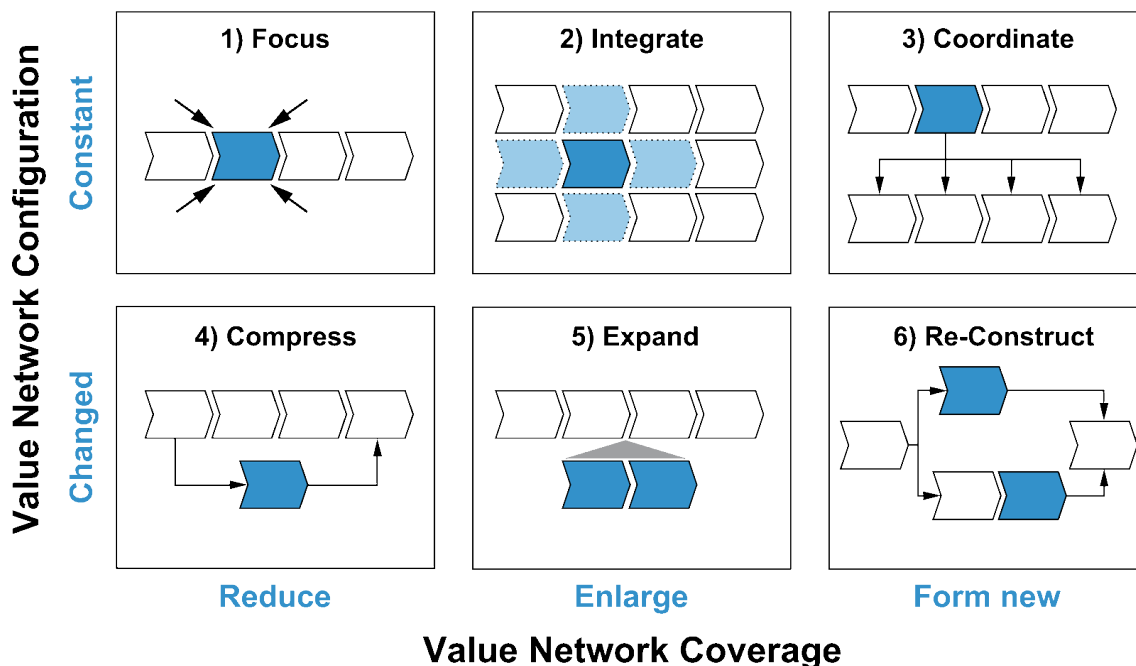 Value Network Configuration
Constant
Changed
1) Focus
2) Integrate
3) Coordinate
4) Compress
5) Expand
6) Re-Construct
Reduce
Enlarge
Form new
Value Network Coverage